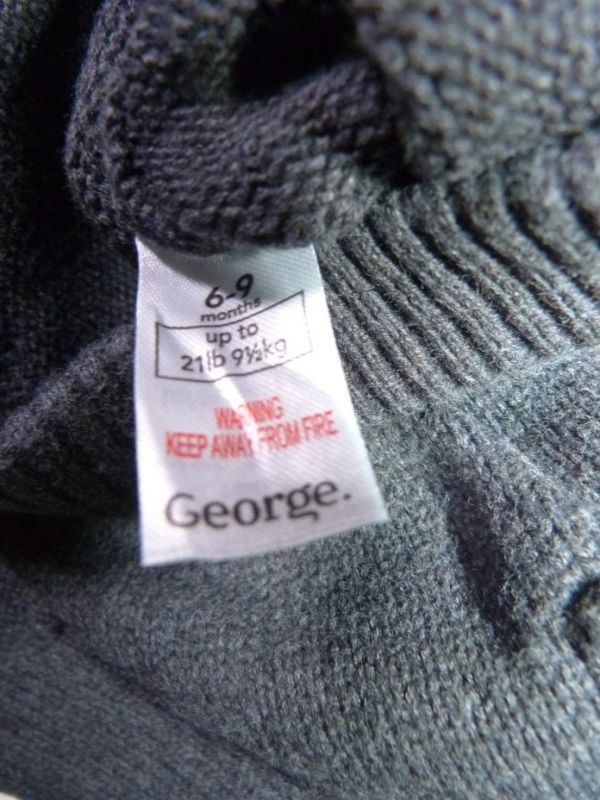 6-9
months
up to
21lb 9½kg
WARNING
KEEP AWAY FROM FIRE
George.